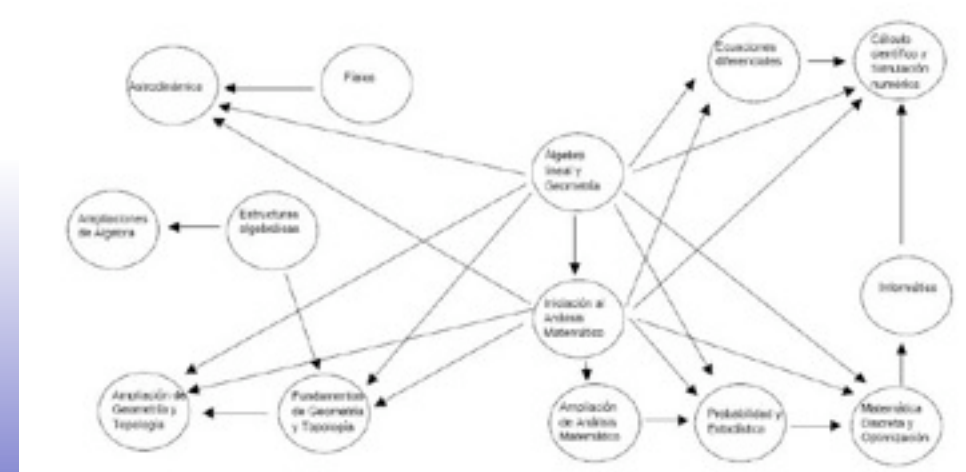 Ecuaciones
diferenciales
Cálculo
científico y
simulación
numérica
Astrodinámica
Física
Álgebra
lineal y
Geometría
Ampliaciones
de Álgebra
Estructuras
algebraicas
Informática
Iniciación al
Análisis
Matemático
Ampliación de
Geometría y
Topología
Fundamentos
de Geometría
y Topología
Ampliación
de Análisis
Matemático
Probabilidad y
Estadística
Matemática
Discreta y
Optimización